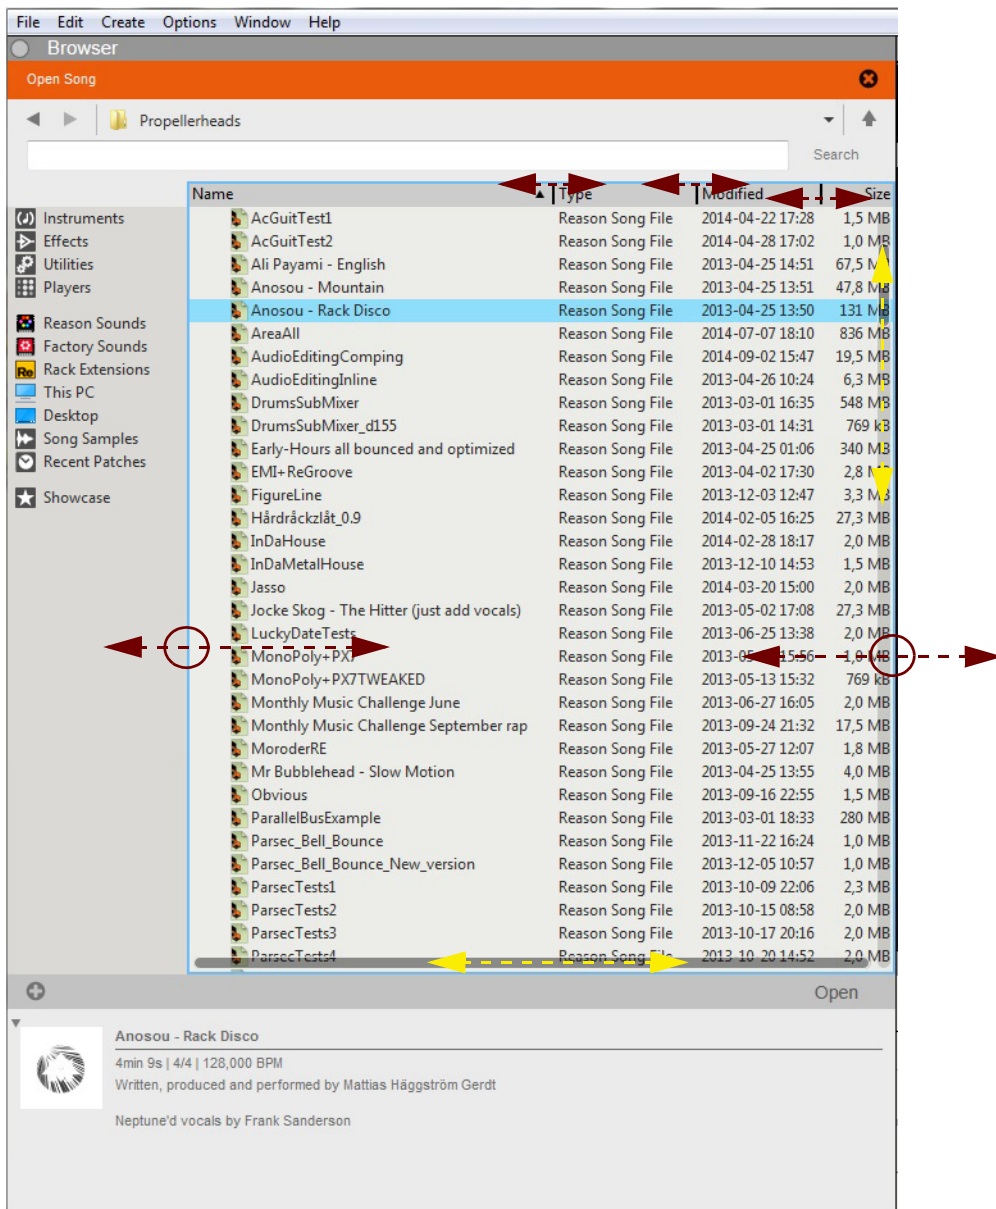 File Edit Create Options Window Help
Browser
Open Song
Propellerheads
Search
Name Type Modified Size
Instruments
Effects
Utilities
Players
Reason Sounds
Factory Sounds
Re Rack Extensions
This PC
Desktop
Song Samples
Recent Patches
Showcase
AcGuitTest1 Reason Song File 2014-04-22 17:28 1,5 MB
AcGuitTest2 Reason Song File 2014-04-28 17:02 1,0 MB
Ali Payami - English Reason Song File 2013-04-25 14:51 67,5 MB
Anosou - Mountain Reason Song File 2013-04-25 13:51 47,8 MB
Anosou - Rack Disco Reason Song File 2013-04-25 13:50 131 MB
AreaAll Reason Song File 2014-07-07 18:10 836 MB
AudioEditingComping Reason Song File 2014-09-02 15:47 19,5 MB
AudioEditingInline Reason Song File 2013-04-26 10:24 6,3 MB
DrumsSubMixer Reason Song File 2013-03-01 16:35 548 MB
DrumsSubMixer_d155 Reason Song File 2013-03-01 14:31 769 kB
Early-Hours all bounced and optimized Reason Song File 2013-04-25 01:06 340 MB
EMI+ReGroove Reason Song File 2013-04-02 17:30 2,8 MB
FigureLine Reason Song File 2013-12-03 12:47 3,3 MB
Hårdråckzlåt_0.9 Reason Song File 2014-02-05 16:25 27,3 MB
InDaHouse Reason Song File 2014-02-28 18:17 2,0 MB
InDaMetalHouse Reason Song File 2013-12-10 14:53 1,5 MB
Jasso Reason Song File 2014-03-20 15:00 2,0 MB
Jocke Skog - The Hitter (just add vocals) Reason Song File 2013-05-02 17:08 27,3 MB
LuckyDateTests Reason Song File 2013-06-25 13:38 2,0 MB
MonoPoly+PX7 Reason Song File 15:56 1,0 MB
MonoPoly+PX7TWEAKED Reason Song File 2013-05-13 15:32 769 kB
Monthly Music Challenge June Reason Song File 2013-06-27 16:05 2,0 MB
Monthly Music Challenge September rap Reason Song File 2013-09-24 21:32 17,5 MB
MoroderRE Reason Song File 2013-05-27 12:07 1,8 MB
Mr Bubblehead - Slow Motion Reason Song File 2013-04-25 13:55 4,0 MB
Obvious Reason Song File 2013-09-16 22:55 1,5 MB
ParallelBusExample Reason Song File 2013-03-01 18:33 280 MB
Parsec_Bell_Bounce Reason Song File 2013-11-22 16:24 1,0 MB
Parsec_Bell_Bounce_New_version Reason Song File 2013-12-05 10:57 1,0 MB
ParsecTests1 Reason Song File 2013-10-09 22:06 2,3 MB
ParsecTests2 Reason Song File 2013-10-15 08:58 2,0 MB
ParsecTests3 Reason Song File 2013-10-17 20:16 2,0 MB
ParsecTests4 Reason Song File 2013-10-20 14:52 2,0 MB
Open
Anosou - Rack Disco
4min 9s | 4/4 | 128,000 BPM
Written, produced and performed by Mattias Häggström Gerdt
Neptune'd vocals by Frank Sanderson